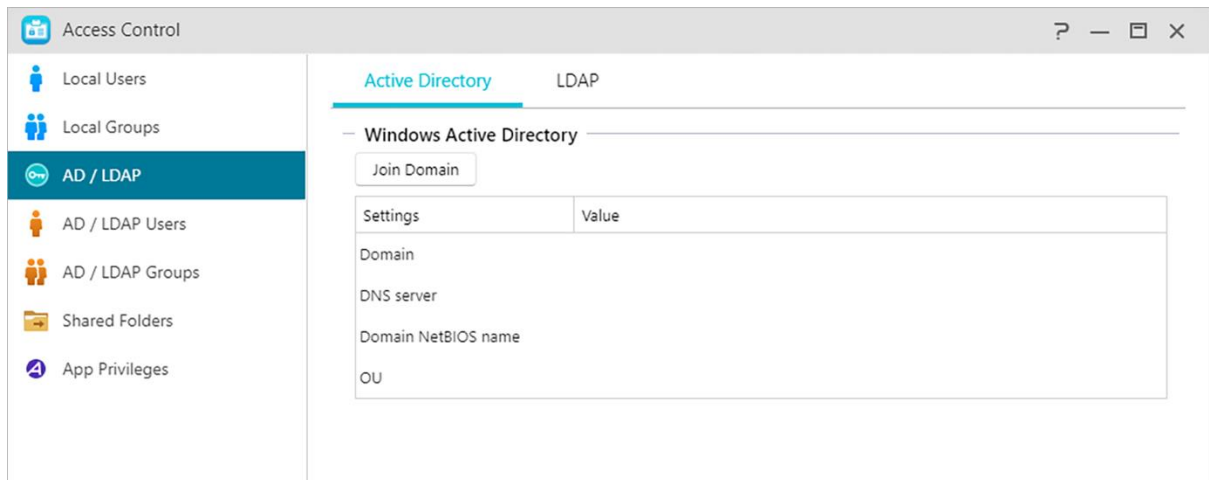 Access Control
Local Users
Local Groups
AD / LDAP
AD / LDAP Users
AD / LDAP Groups
Shared Folders
App Privileges
Active Directory LDAP
Windows Active Directory
Join Domain
Settings Value
Domain
DNS server
Domain NetBIOS name
OU